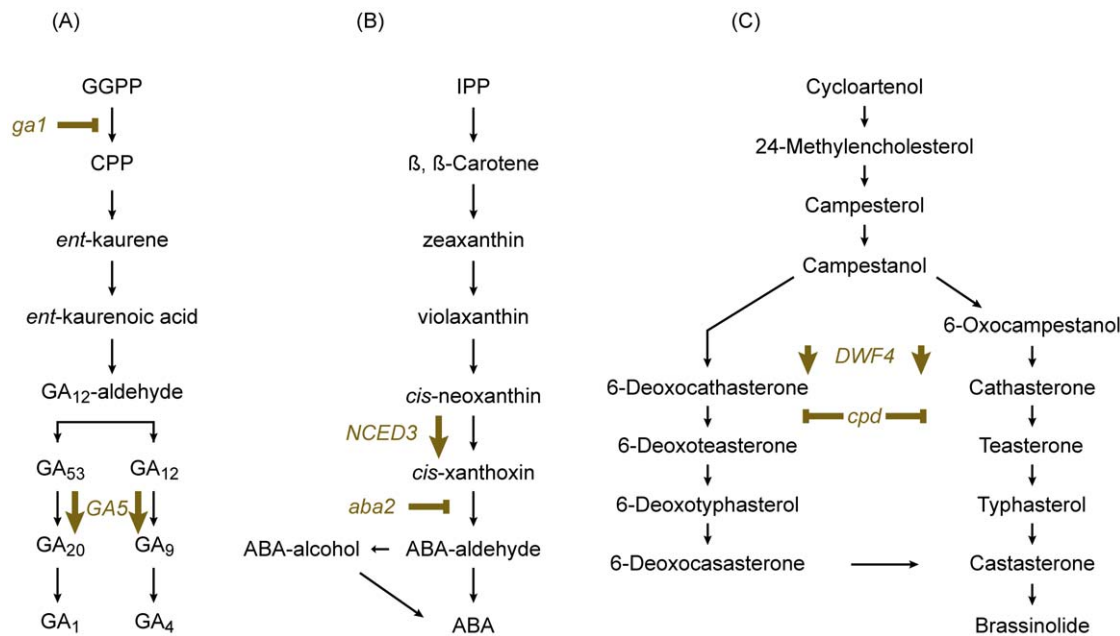 (A)
GGPP
ga1
CPP
ent-kaurene
ent-kaurenoic acid
GA12-aldehyde
GA53 GA12
GA5
GA20 GA9
GA1 GA4
(B)
IPP
ß, ß-Carotene
zeaxanthin
violaxanthin
cis-neoxanthin
NCED3
cis-xanthoxin
aba2
ABA-alcohol ABA-aldehyde
ABA
(C)
Cycloartenol
24-Methylencholesterol
Campesterol
Campestanol
6-Oxocampestanol
DWF4
6-Deoxocathasterone Cathasterone
cpd
6-Deoxoteasterone Teasterone
6-Deoxotyphasterol Typhasterol
6-Deoxocasasterone Castasterone
Brassinolide